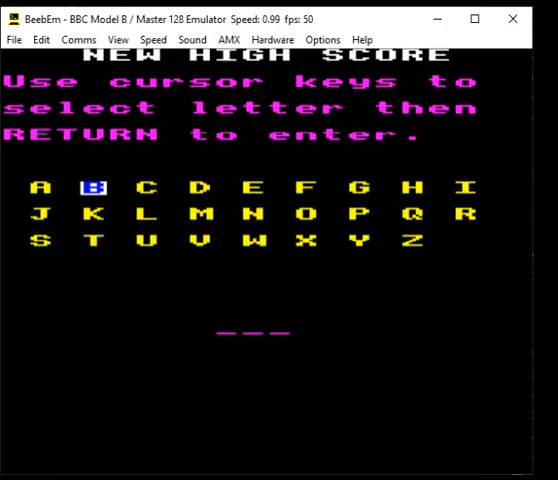 BeebEm - BBC Model B / Master 128 Emulator Speed: 0.99 fps: 50
File Edit Comms View Speed Sound AMX Hardware Options Help
NEW HIGH SCORE
Use cursor keys to
select letter then
RETURN to enter.
A B C D E F G H I
J K L M N O P Q R
S T U V W X Y Z
___